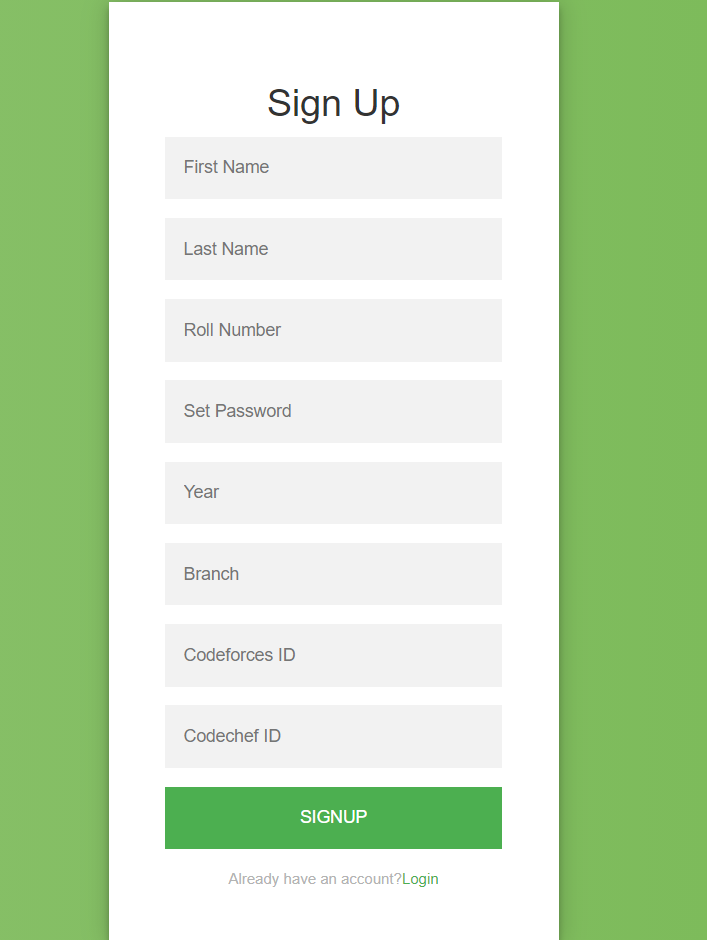 Sign Up
First Name
Last Name
Roll Number
Set Password
Year
Branch
Codeforces ID
Codechef ID
SIGNUP
Already have an account?Login